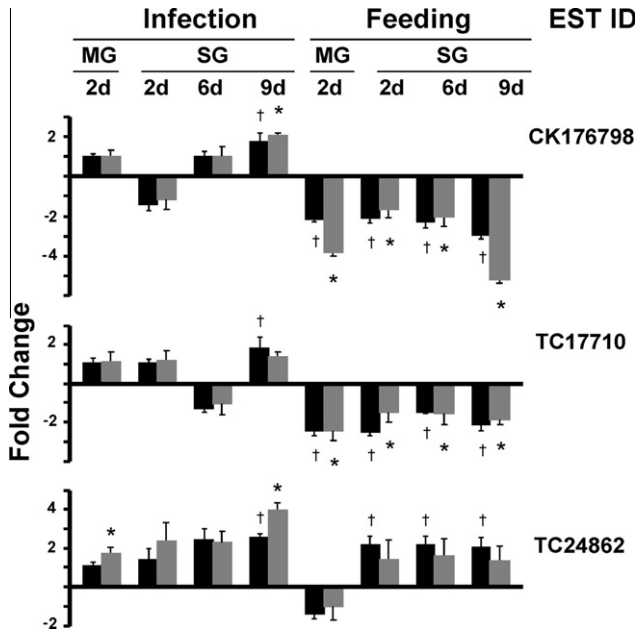 Infection Feeding EST ID
MG SG MG SG
2d 2d 6d 9d 2d 2d 6d 9d
† *
2
CK176798
-2
† † * † * †
-4
* *
†
2
TC17710
-2
† * † * † * † *
Fold Change
*
4
* † † † †
2
TC24862
-2